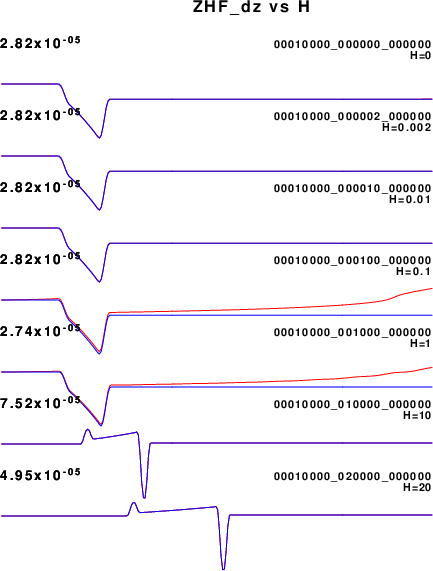 ZHF_dz vs H
2.82x10^-05
00010000_000000_000000
H=0
2.82x10^-05
00010000_000002_000000
H=0.002
2.82x10^-05
00010000_000010_000000
H=0.01
2.82x10^-05
00010000_000100_000000
H=0.1
2.74x10^-05
00010000_001000_000000
H=1
7.52x10^-05
00010000_010000_000000
H=10
4.95x10^-05
00010000_020000_000000
H=20